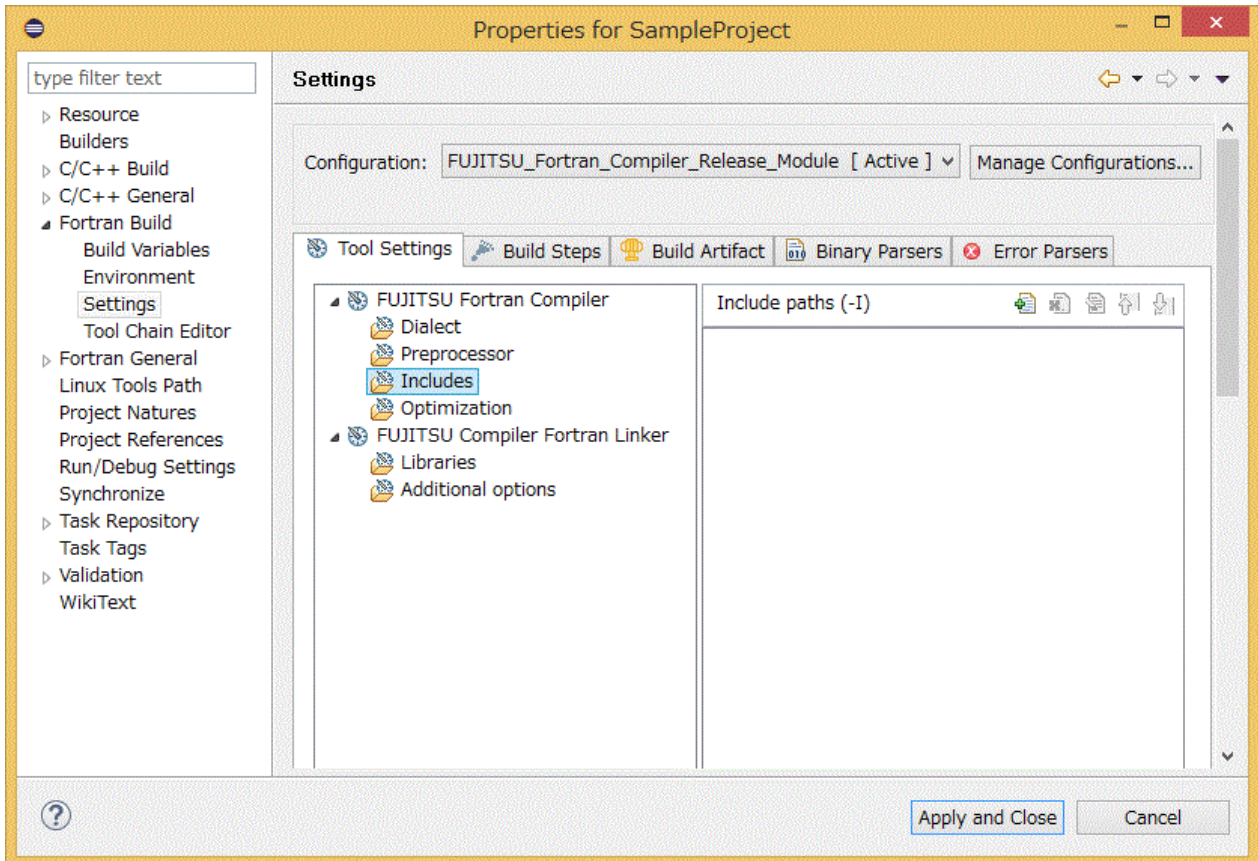 Properties for SampleProject
type filter text
Resource
Builders
C/C++ Build
C/C++ General
Fortran Build
Build Variables
Environment
Settings
Tool Chain Editor
Fortran General
Linux Tools Path
Project Natures
Project References
Run/Debug Settings
Synchronize
Task Repository
Task Tags
Validation
WikiText
Settings
Configuration: FUJITSU_Fortran_Compiler_Release_Module [ Active ] Manage Configurations...
Tool Settings Build Steps Build Artifact Binary Parsers Error Parsers
FUJITSU Fortran Compiler
Dialect
Preprocessor
Includes
Optimization
FUJITSU Compiler Fortran Linker
Libraries
Additional options
Include paths (-I)
Apply and Close Cancel